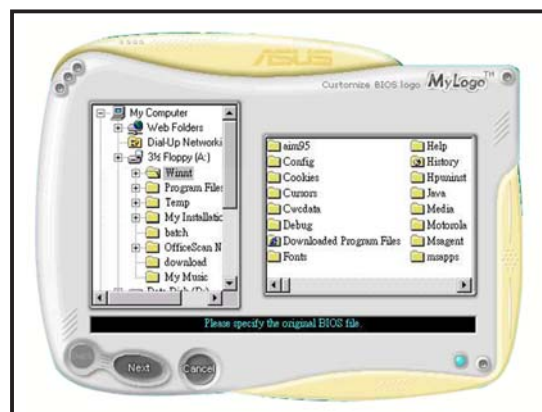 ASUS
Customize BIOS logo MyLogo™
My Computer
Web Folders
Dial-Up Networki
3½ Floppy (A:)
Winnt
Program Files
Temp
My Installatic
batch
OfficeScan N
download
My Music
aim95
Config
Cookies
Cursors
Cwcdata
Debug
Downloaded Program Files
Fonts
Help
History
Hpuninst
Java
Media
Motorola
Msagent
msapps
Please specify the original BIOS file.
Next
Cancel